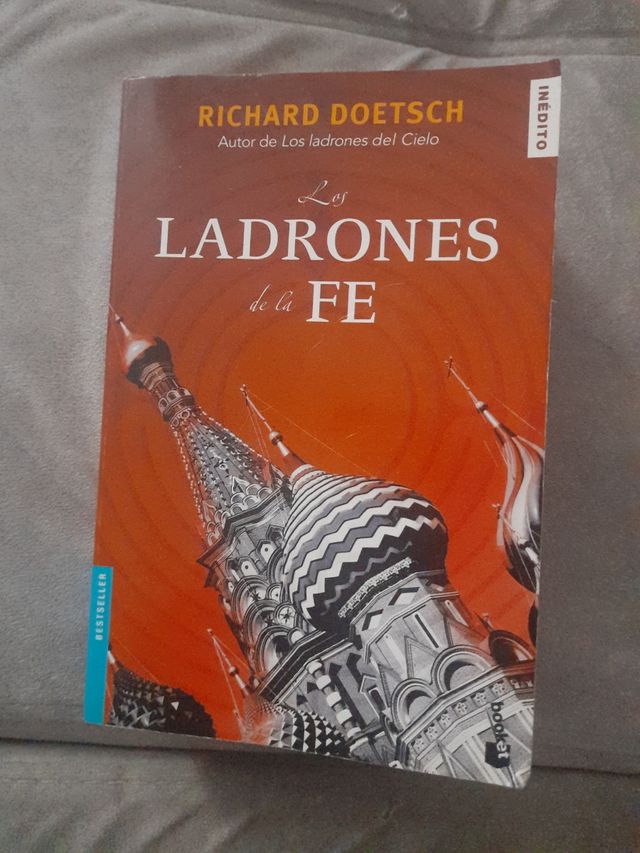 RICHARD DOETSCH
Autor de Los ladrones del Cielo
INÉDITO
Los
LADRONES
de la FE
BESTSELLER
booket